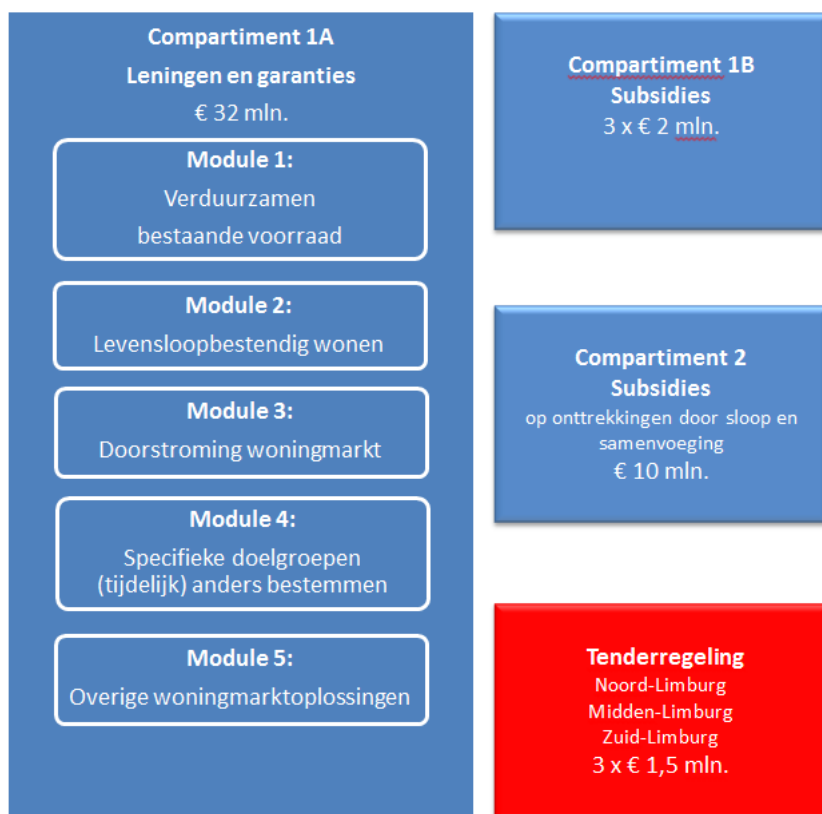 Compartiment 1A
Leningen en garanties
€ 32 mln.
Module 1:
Verduurzamen
bestaande voorraad
Module 2:
Levensloopbestendig wonen
Module 3:
Doorstroming woningmarkt
Module 4:
Specifieke doelgroepen
(tijdelijk) anders bestemmen
Module 5:
Overige woningmarktoplossingen
Compartiment 1B
Subsidies
3 x € 2 mln.
Compartiment 2
Subsidies
op onttrekkingen door sloop en
samenvoeging
€ 10 mln.
Tenderregeling
Noord-Limburg
Midden-Limburg
Zuid-Limburg
3 x € 1,5 mln.